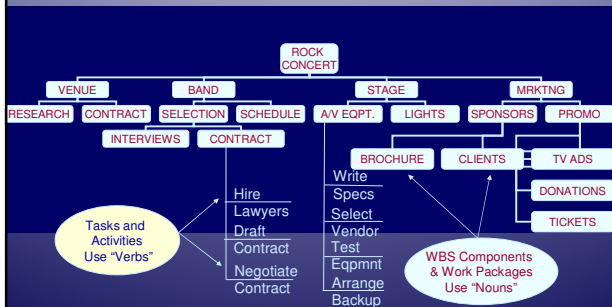 ROCK
CONCERT
VENUE
BAND
STAGE
MRKTNG
RESEARCH
CONTRACT
SELECTION
SCHEDULE
A/V EQPT.
LIGHTS
SPONSORS
PROMO
INTERVIEWS
CONTRACT
BROCHURE
CLIENTS
TV ADS
DONATIONS
TICKETS
Hire
Lawyers
Draft
Contract
Negotiate
Contract
Write
Specs
Select
Vendor
Test
Eqpmnt
Arrange
Backup
Tasks and
Activities
Use "Verbs"
WBS Components
& Work Packages
Use "Nouns"